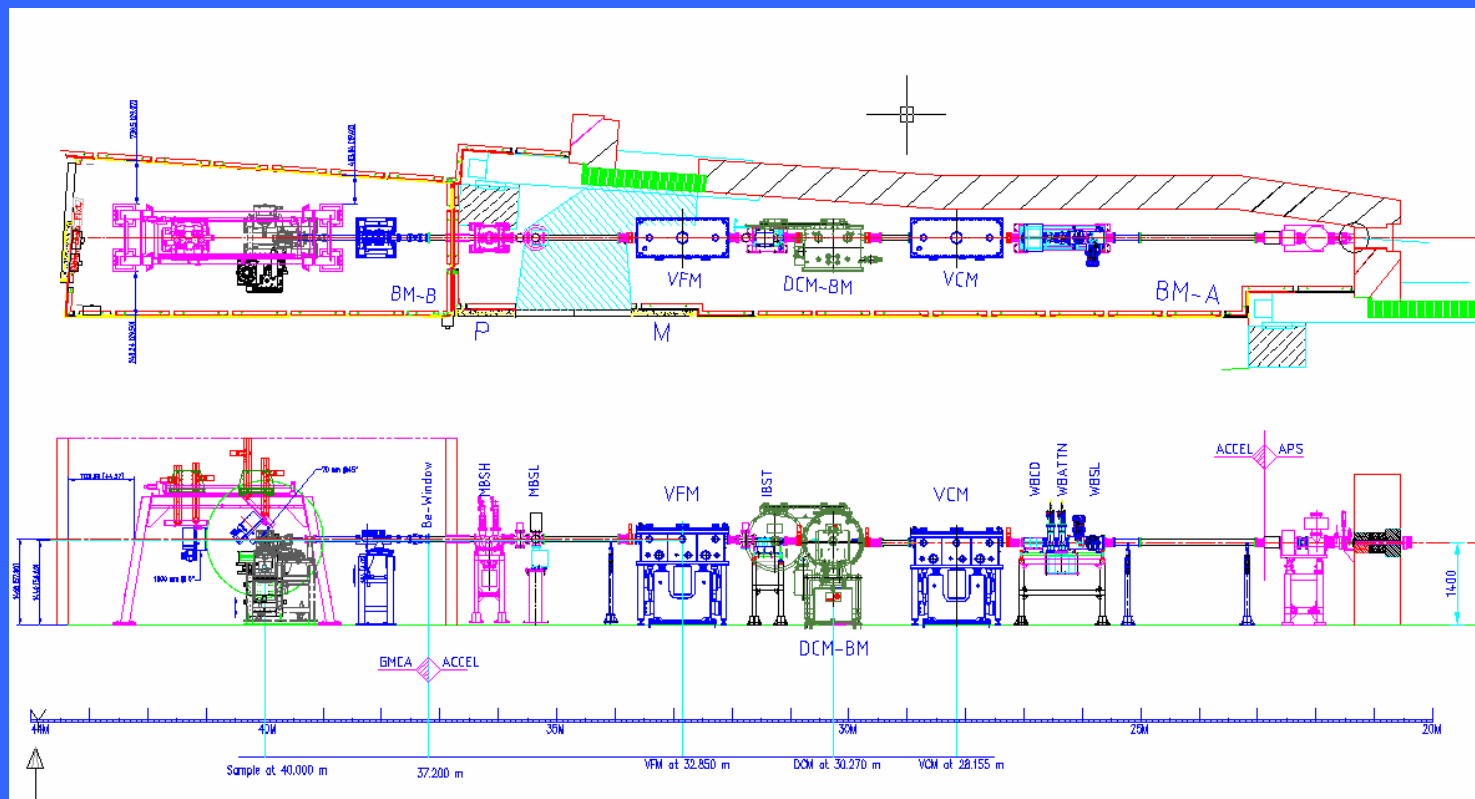 BM-B
P
M
VFM
DCM-BM
VCM
BM-A
Be-Window
MBSH
MBSL
VFM
IBST
DCM-BM
VCM
WBCD
WBATTN
WBSL
ACCEL APS
1400
GMCA ACCEL
44M 40M 35M 30M 25M 20M
Sample at 40.000 m
37.200 m
VFM at 32.850 m
DCM at 30.270 m
VCM at 28.155 m